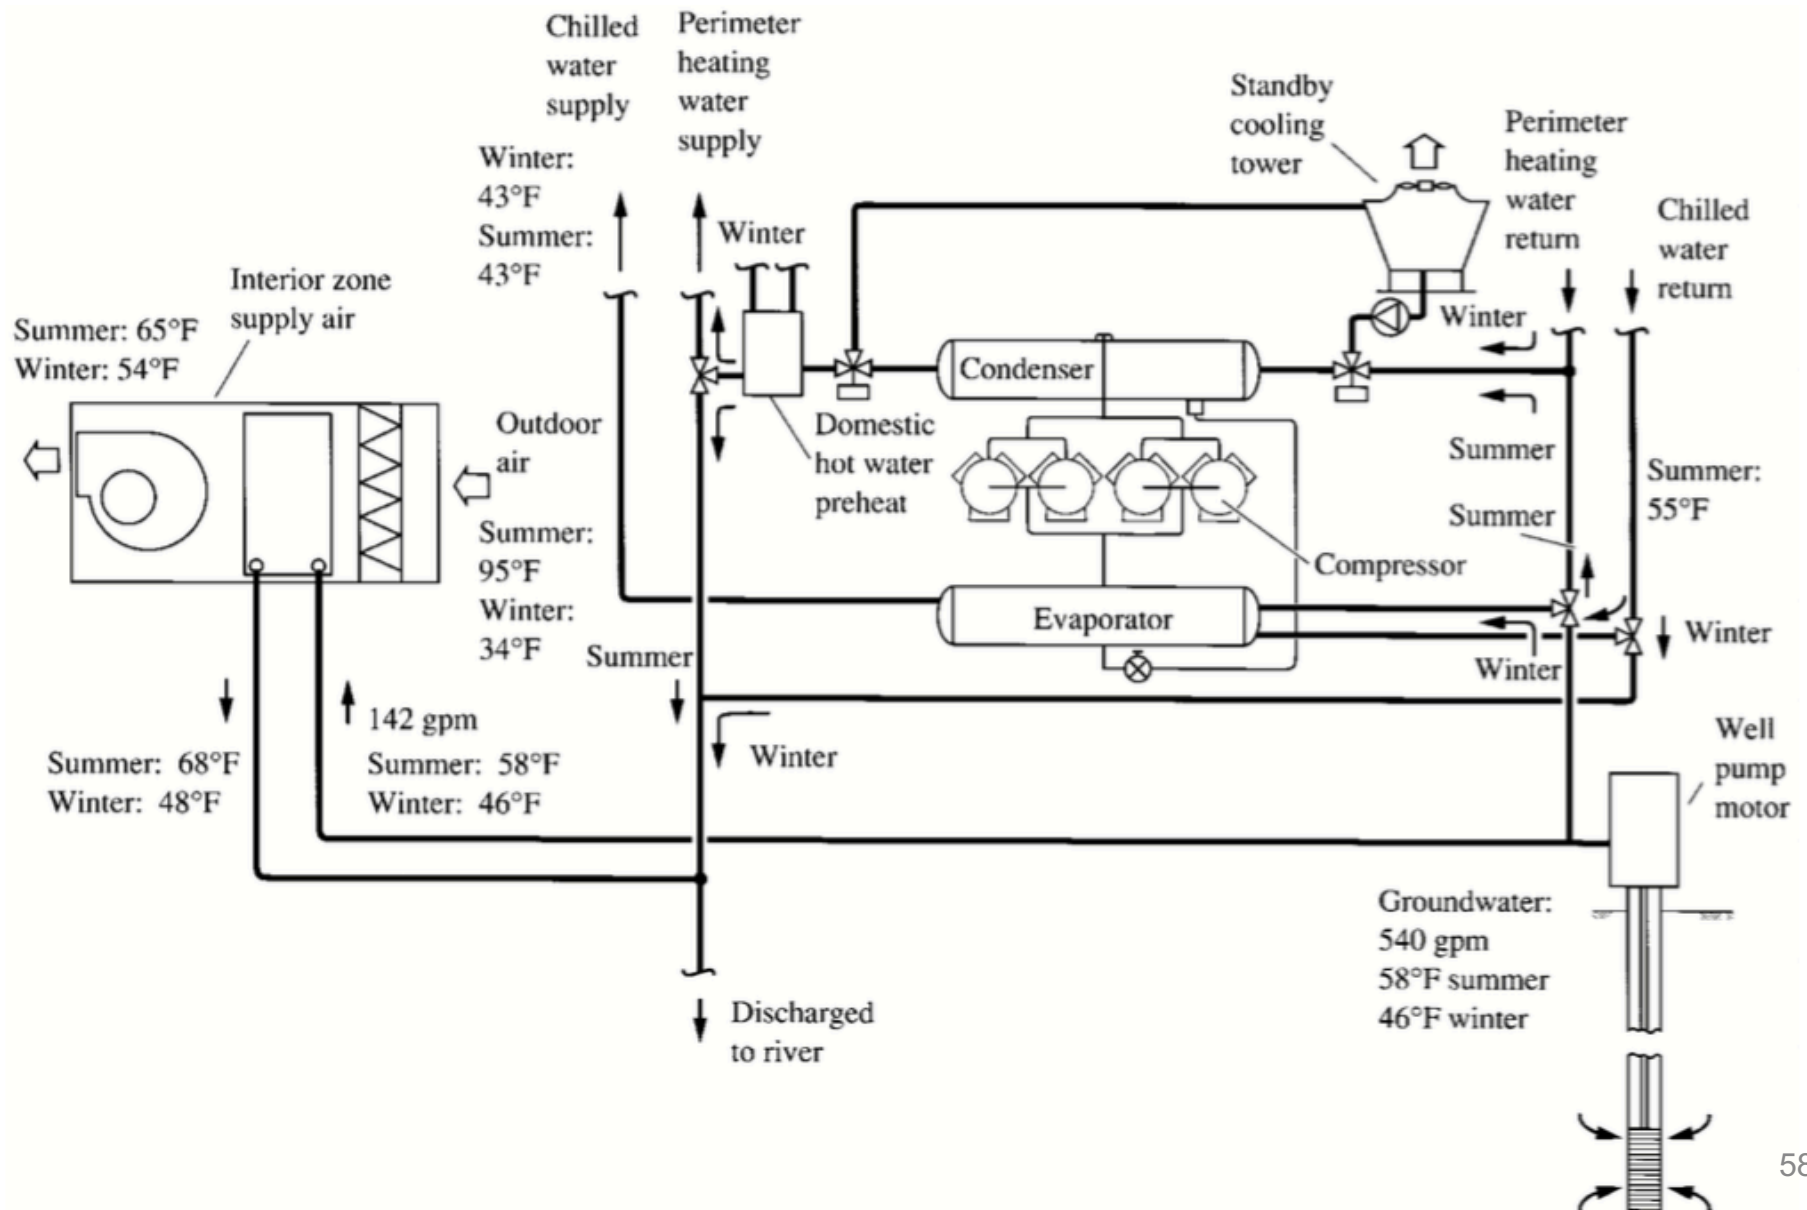 Chilled
water
supply
Perimeter
heating
water
supply
Winter:
43°F
Summer:
43°F
Winter
Standby
cooling
tower
Perimeter
heating
water
return
Chilled
water
return
Interior zone
supply air
Summer: 65°F
Winter: 54°F
Winter
Condenser
Outdoor
air
Domestic
hot water
preheat
Summer
Summer:
55°F
Summer
Summer:
95°F
Winter:
34°F
Compressor
Evaporator
Summer
Winter
Winter
142 gpm
Summer: 68°F
Winter: 48°F
Summer: 58°F
Winter: 46°F
Winter
Well
pump
motor
Groundwater:
540 gpm
58°F summer
46°F winter
Discharged
to river
58